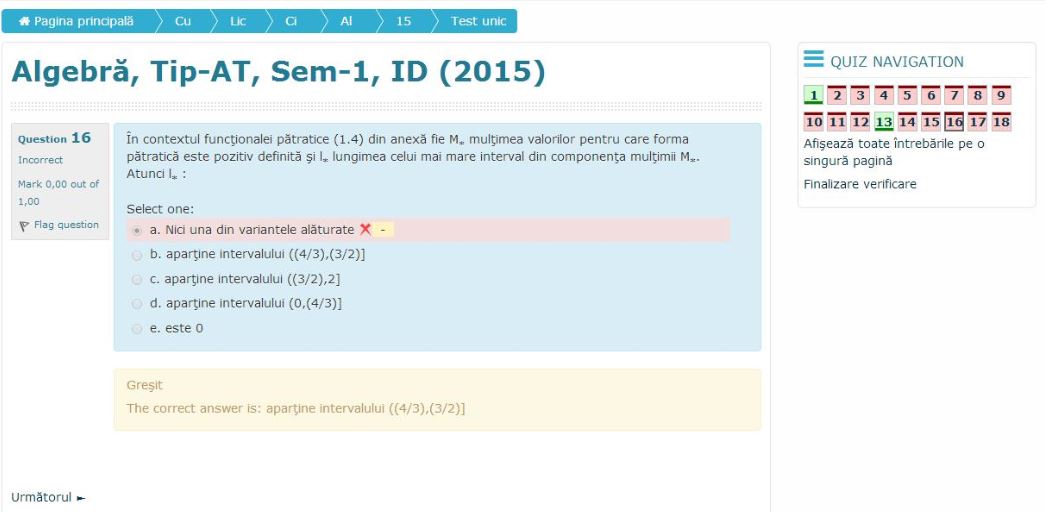 Pagina principală Cu Lic Ci Al 15 Test unic
Algebră, Tip-AT, Sem-1, ID (2015)
Question 16
Incorrect
Mark 0,00 out of
1,00
Flag question
În contextul funcţionalei pătratice (1.4) din anexă fie M* mulţimea valorilor pentru care forma
pătratică este pozitiv definită şi l* lungimea celui mai mare interval din componenţa mulţimii M*.
Atunci l* :
Select one:
a. Nici una din variantele alăturate -
b. aparţine intervalului ((4/3),(3/2)]
c. aparţine intervalului ((3/2),2]
d. aparţine intervalului (0,(4/3)]
e. este 0
Greşit
The correct answer is: aparţine intervalului ((4/3),(3/2)]
Următorul ►
QUIZ NAVIGATION
1 2 3 4 5 6 7 8 9
10 11 12 13 14 15 16 17 18
Afişează toate întrebările pe o
singură pagină
Finalizare verificare